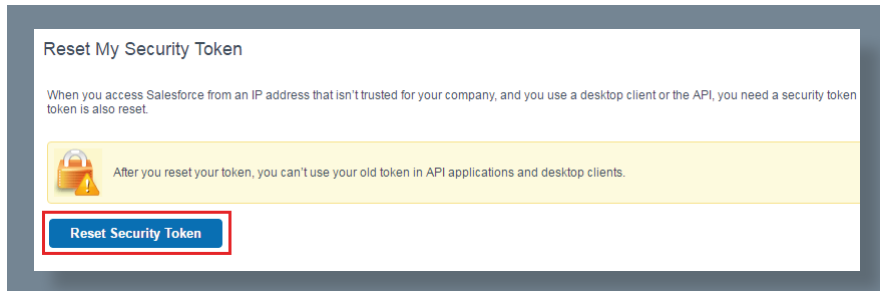 Reset My Security Token
When you access Salesforce from an IP address that isn't trusted for your company, and you use a desktop client or the API, you need a security token
token is also reset.
After you reset your token, you can't use your old token in API applications and desktop clients.
Reset Security Token